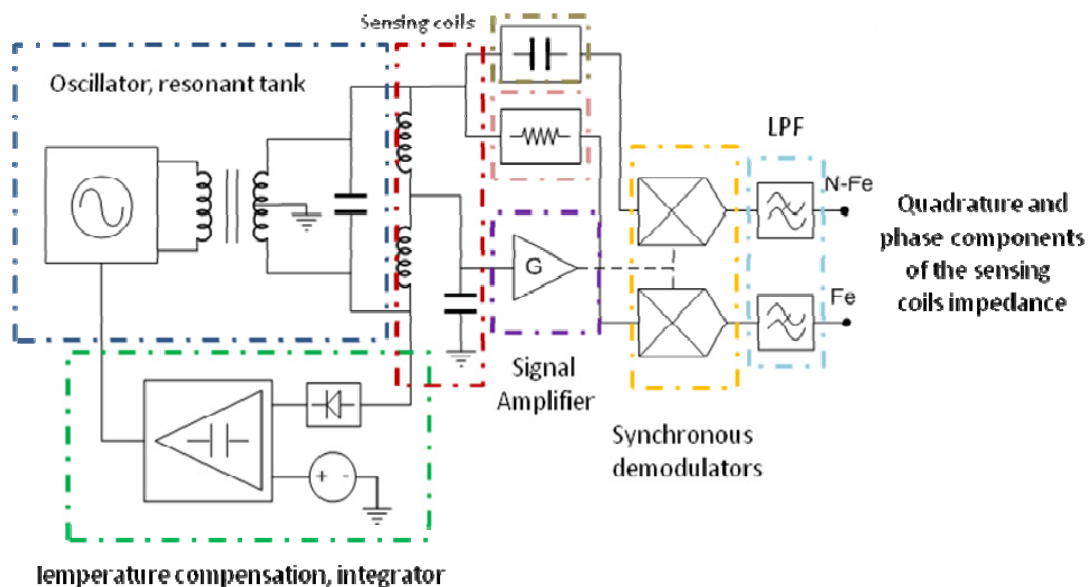 Sensing coils
Oscillator, resonant tank
LPF
N-Fe
Quadrature and
phase components
of the sensing
coils impedance
G
Fe
Signal
Amplifier
Synchronous
demodulators
+ -
Temperature compensation, integrator